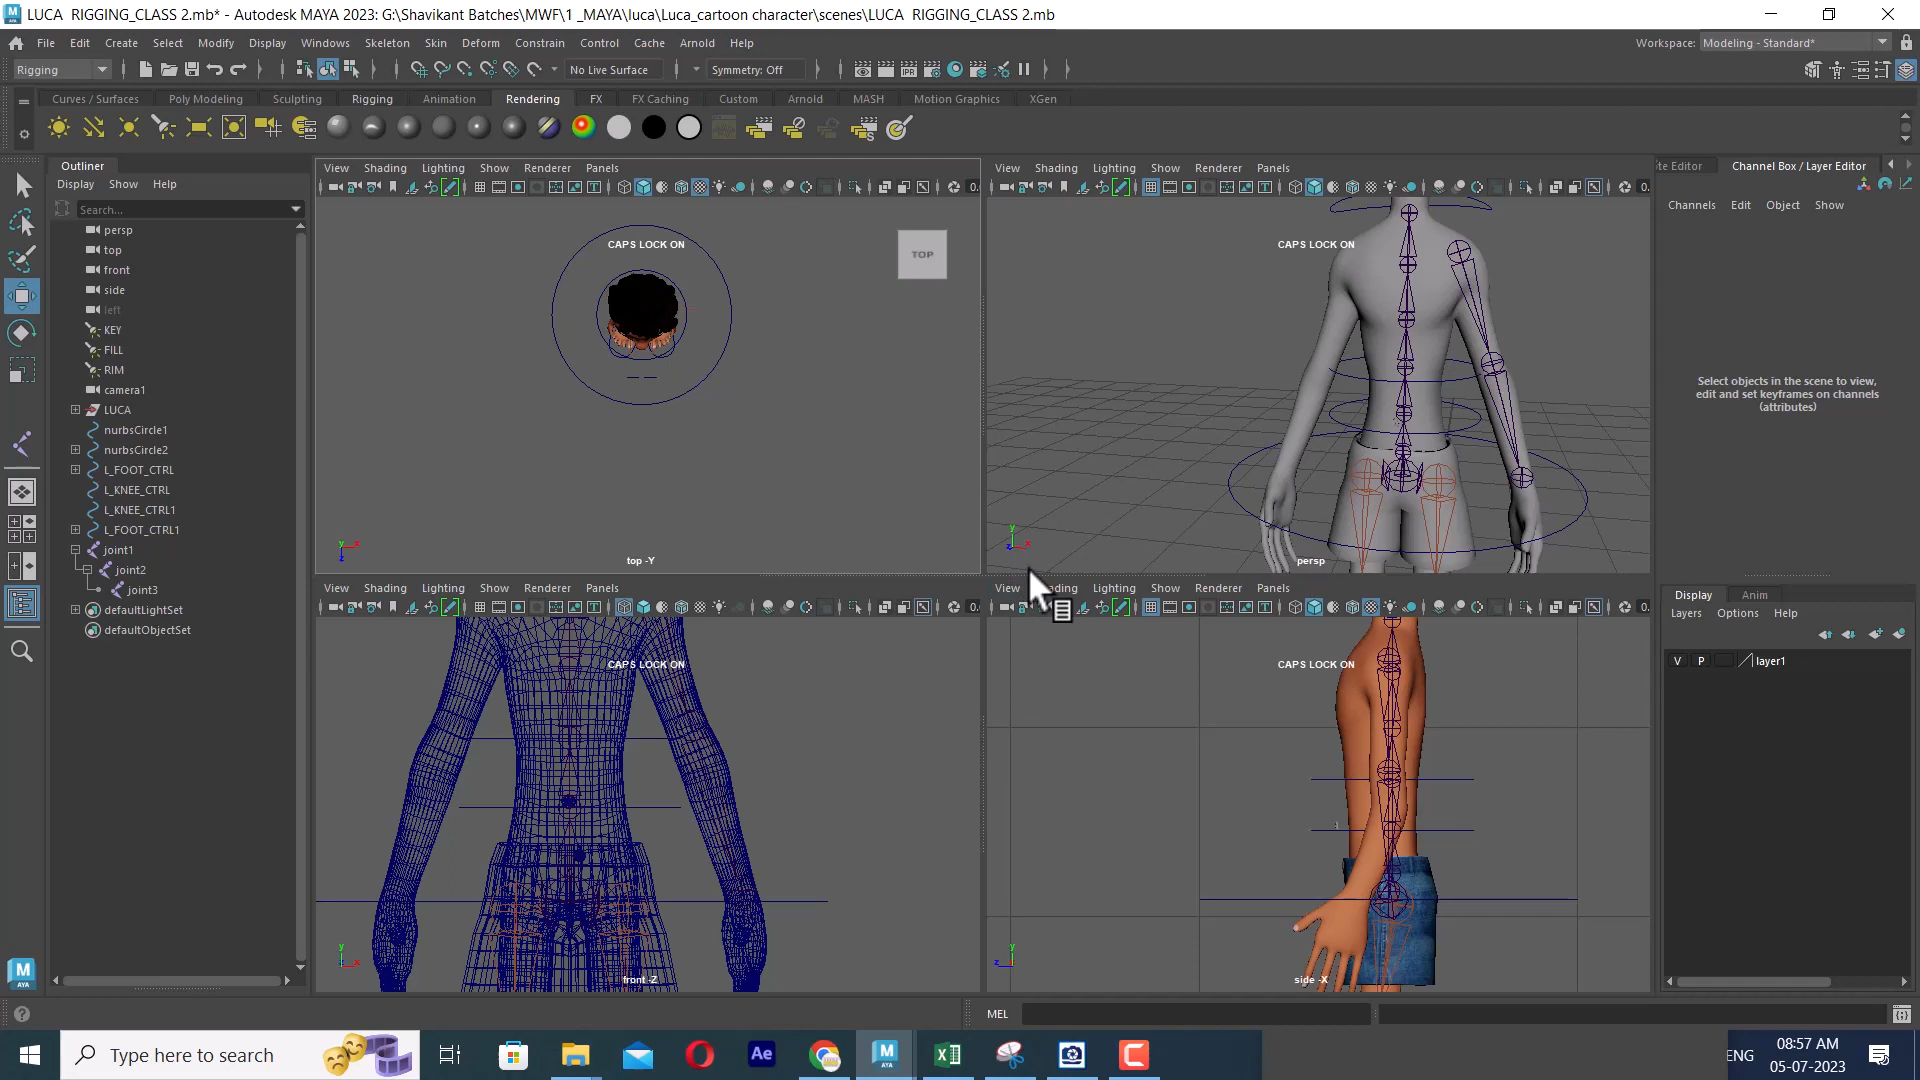 LUCA  RIGGING_CLASS 2.mb* - Autodesk MAYA 2023: G:\Shavikant Batches\MWF\1 _MAYA\luca\Luca_cartoon character\scenes\LUCA  RIGGING_CLASS 2.mb
File Edit Create Select Modify Display Windows Skeleton Skin Deform Constrain Control Cache Arnold Help
Workspace: Modeling - Standard*
Rigging No Live Surface Symmetry: Off
Curves / Surfaces Poly Modeling Sculpting Rigging Animation Rendering FX FX Caching Custom Arnold MASH Motion Graphics XGen
Outliner
Display Show Help
Search...
persp
top
front
side
left
KEY
FILL
RIM
camera1
LUCA
nurbsCircle1
nurbsCircle2
L_FOOT_CTRL
L_KNEE_CTRL
L_KNEE_CTRL1
L_FOOT_CTRL1
joint1
joint2
joint3
defaultLightSet
defaultObjectSet
View Shading Lighting Show Renderer Panels
CAPS LOCK ON
TOP
top -Y
View Shading Lighting Show Renderer Panels
CAPS LOCK ON
persp
View Shading Lighting Show Renderer Panels
CAPS LOCK ON
front -Z
View Lighting Show Renderer Panels
CAPS LOCK ON
side -X
Channel Box / Layer Editor
Channels Edit Object Show
Select objects in the scene to view,
edit and set keyframes on channels
(attributes)
Display Anim
Layers Options Help
V P layer1
MEL
Type here to search
ENG
08:57 AM
05-07-2023